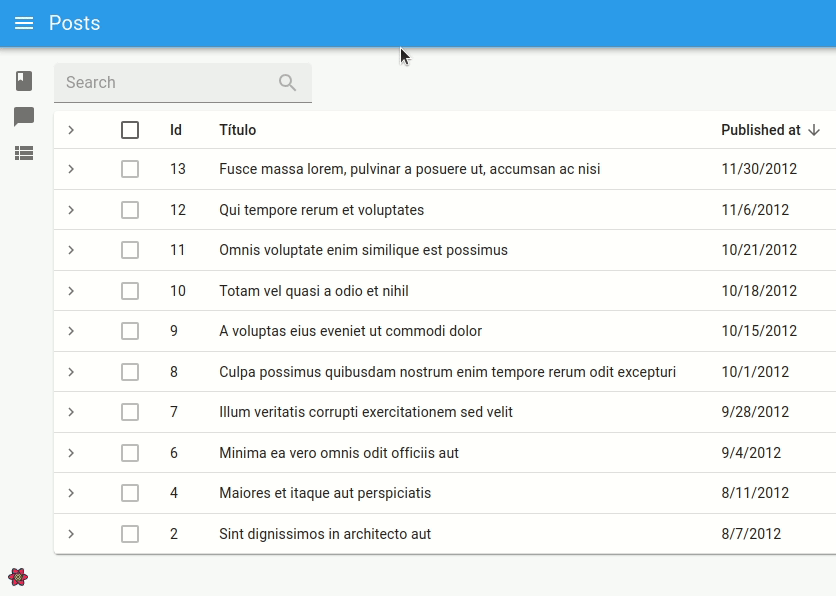 Posts
Search
Id Título Published at
13 Fusce massa lorem, pulvinar a posuere ut, accumsan ac nisi 11/30/2012
12 Qui tempore rerum et voluptates 11/6/2012
11 Omnis voluptate enim similique est possimus 10/21/2012
10 Totam vel quasi a odio et nihil 10/18/2012
9 A voluptas eius eveniet ut commodi dolor 10/15/2012
8 Culpa possimus quibusdam nostrum enim tempore rerum odit excepturi 10/1/2012
7 Illum veritatis corrupti exercitationem sed velit 9/28/2012
6 Minima ea vero omnis odit officiis aut 9/4/2012
4 Maiores et itaque aut perspiciatis 8/11/2012
2 Sint dignissimos in architecto aut 8/7/2012